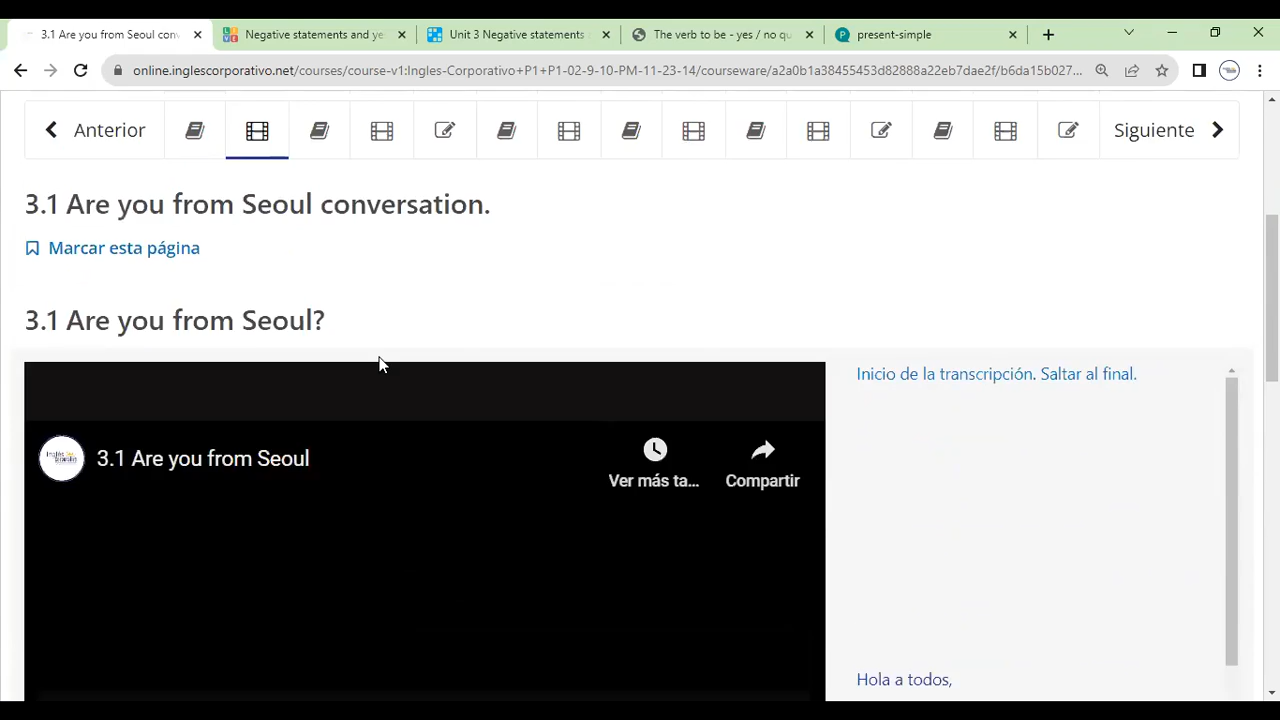 3.1 Are you from Seoul con
Negative statements and ye
Unit 3 Negative statements
The verb to be - yes / no qu
present-simple
online.inglescorporativo.net/courses/course-v1:Ingles-Corporativo+P1+P1-02-9-10-PM-11-23-14/courseware/a2a0b1a38455453d82888a22eb7dae2f/b6da15b027...
Anterior
Siguiente
3.1 Are you from Seoul conversation.
Marcar esta página
3.1 Are you from Seoul?
Inicio de la transcripción. Saltar al final.
3.1 Are you from Seoul
Ver más ta...
Compartir
Hola a todos,